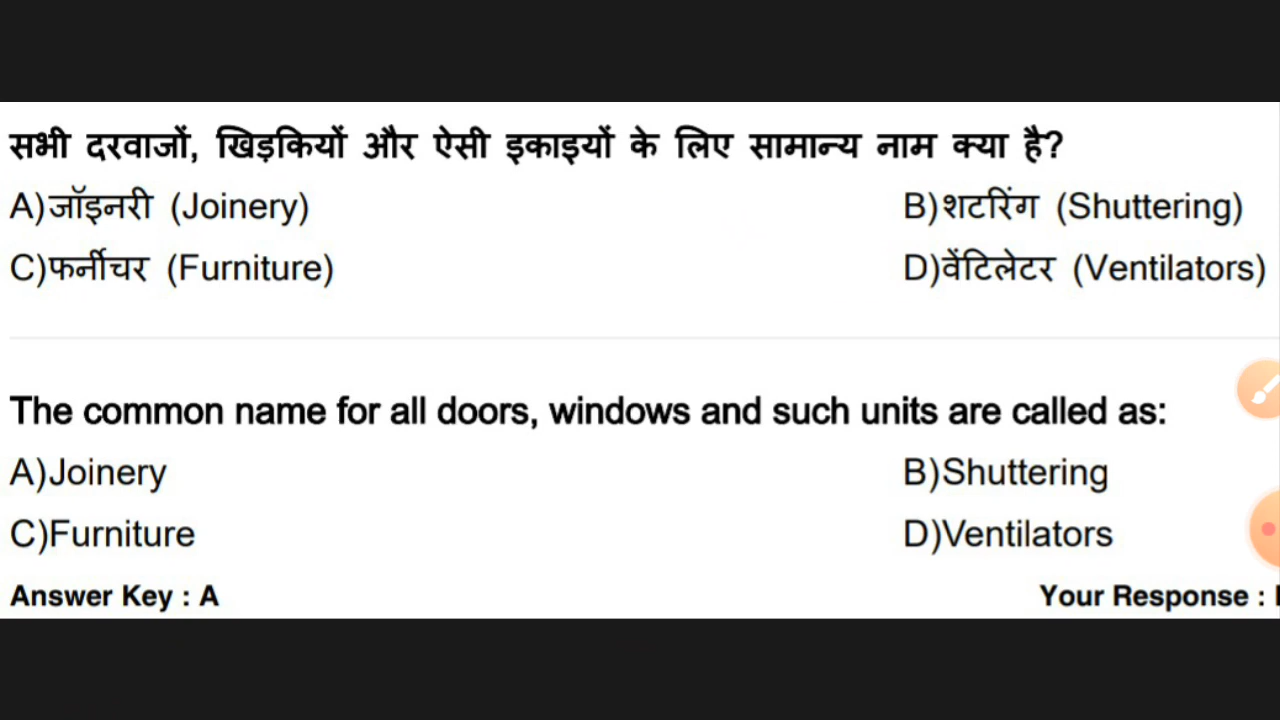 सभी दरवाजों, खिड़कियों और ऐसी इकाइयों के लिए सामान्य नाम क्या है?
A)जॉइनरी (Joinery) B)शटरिंग (Shuttering)
C)फर्नीचर (Furniture) D)वेंटिलेटर (Ventilators)
The common name for all doors, windows and such units are called as:
A)Joinery B)Shuttering
C)Furniture D)Ventilators
Answer Key : A Your Response :